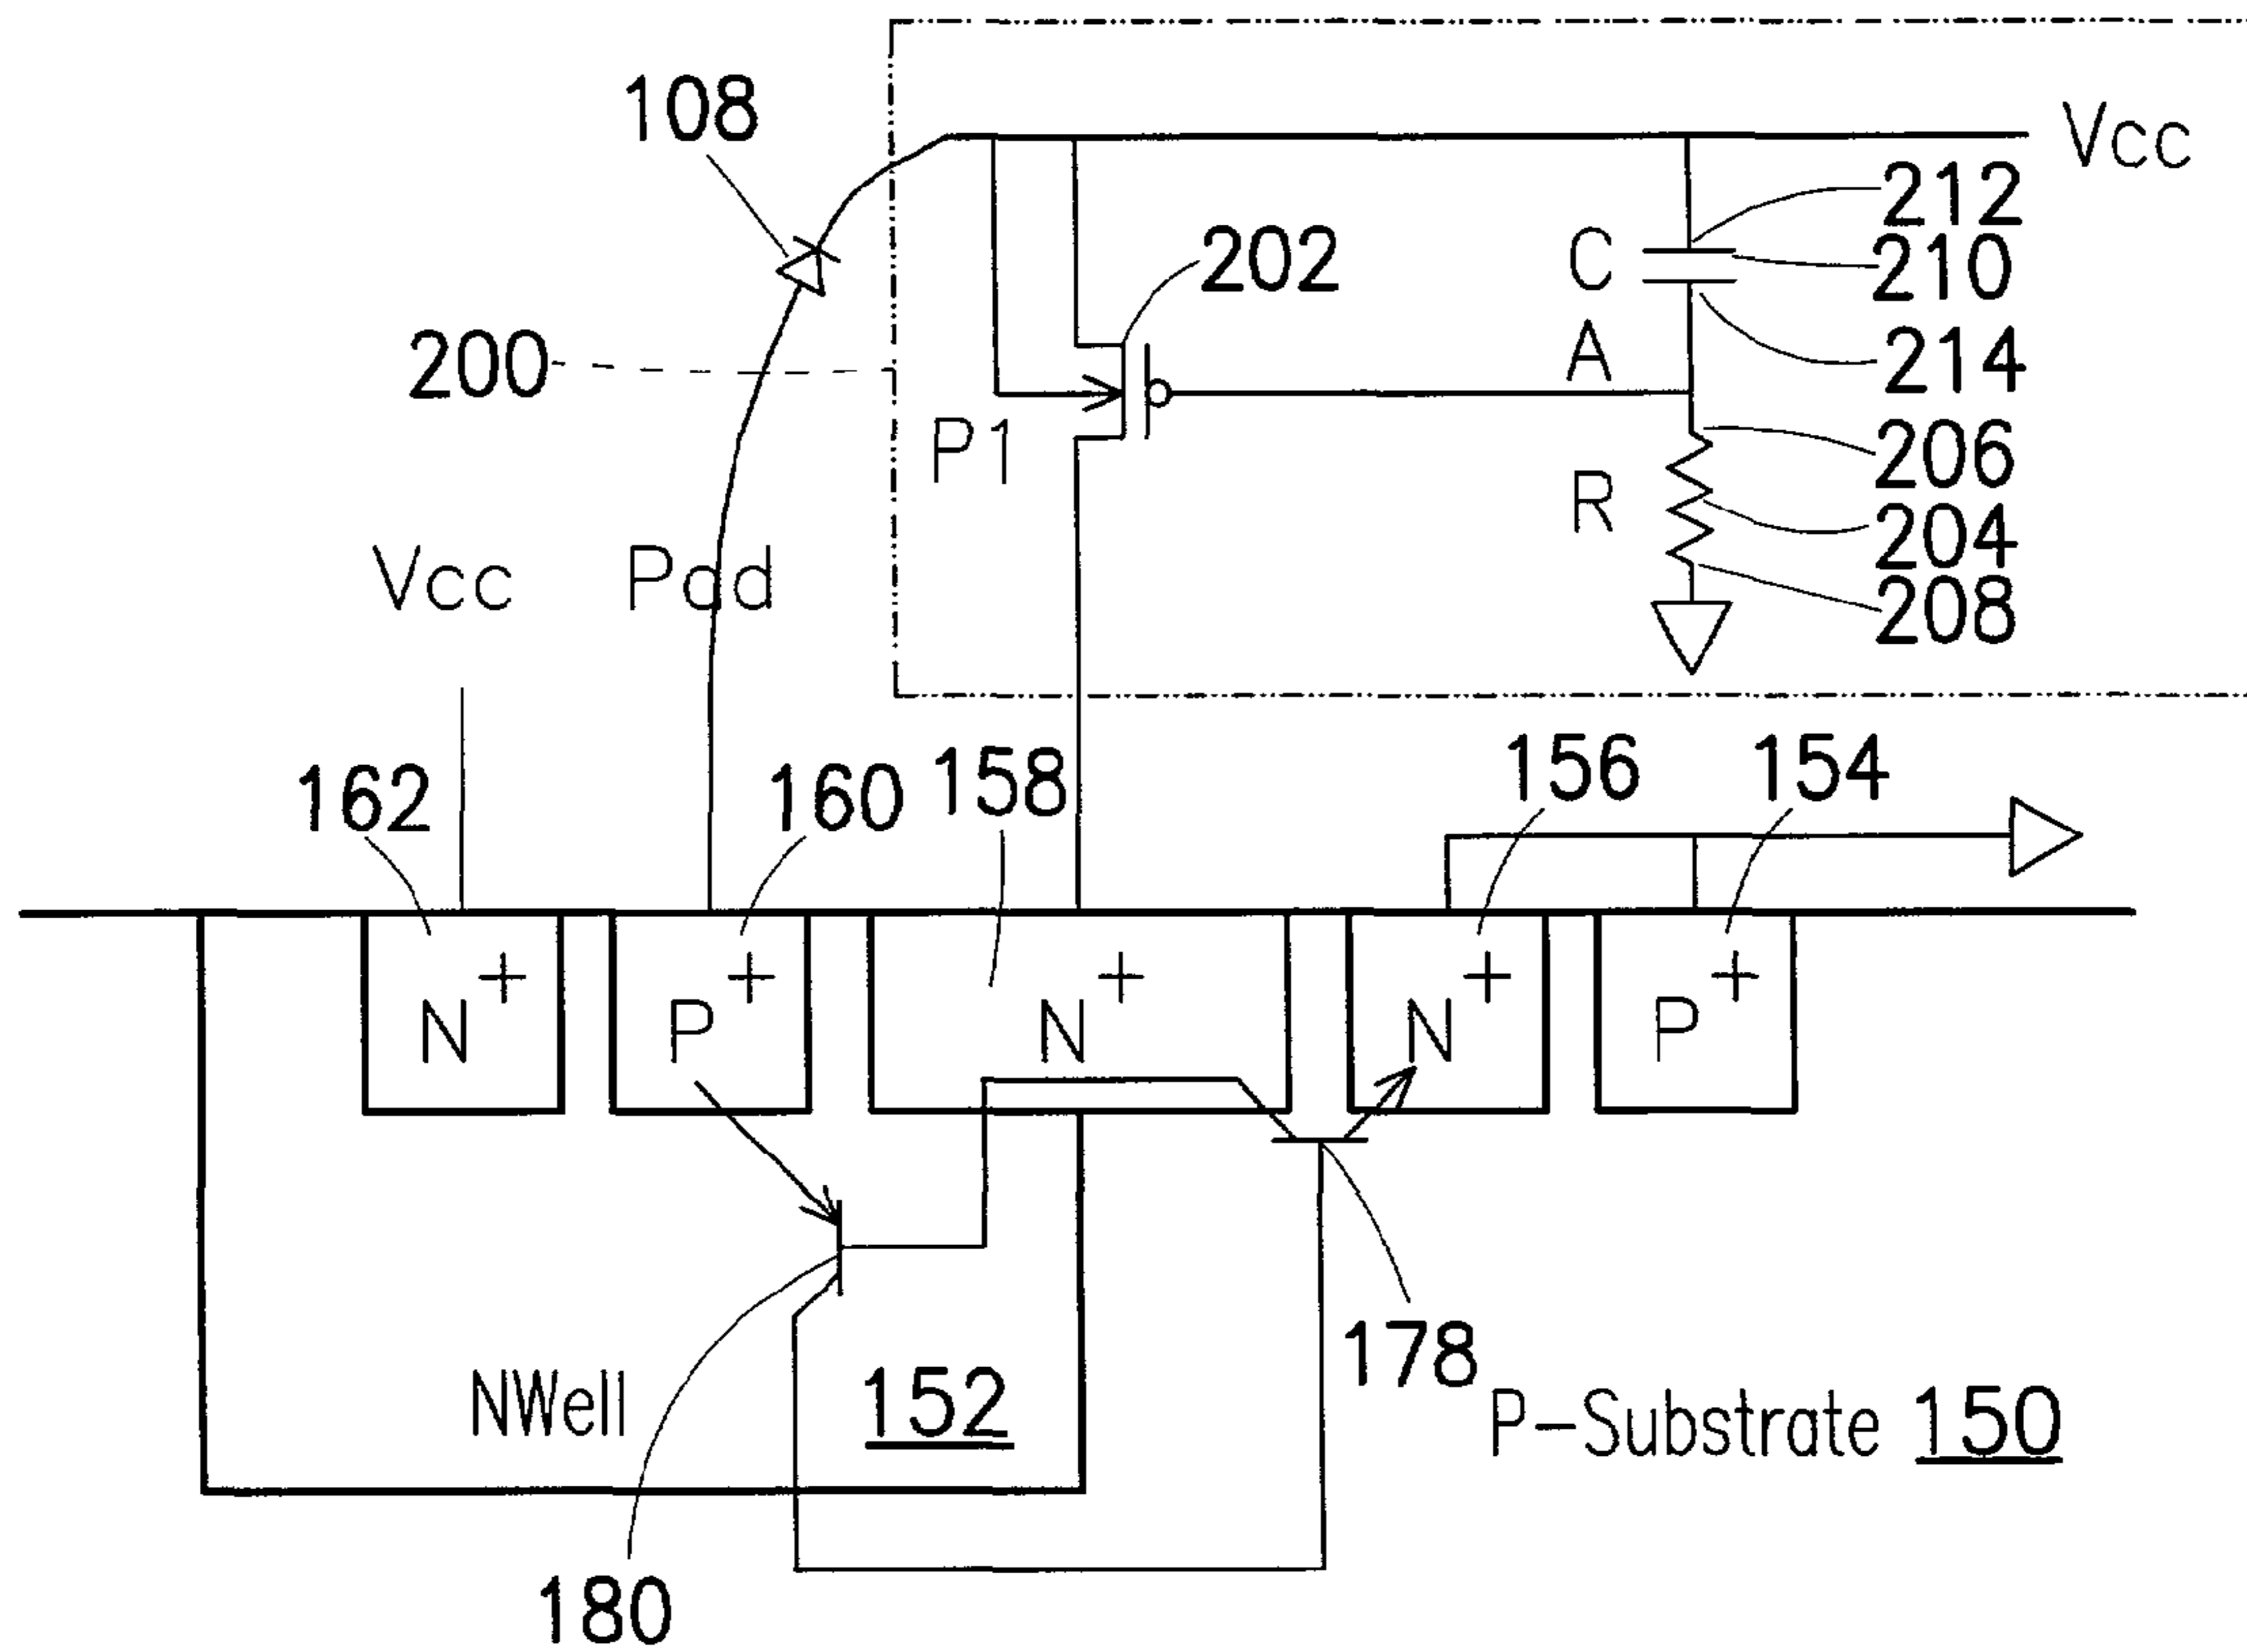 108
Vcc
212
C
210
202
200
A
214
P1
206
R
204
208
Vcc
Pad
162
160
158
156
154
N+
P+
N+
N+
P+
178
NWell
152
P-Substrate 150
180